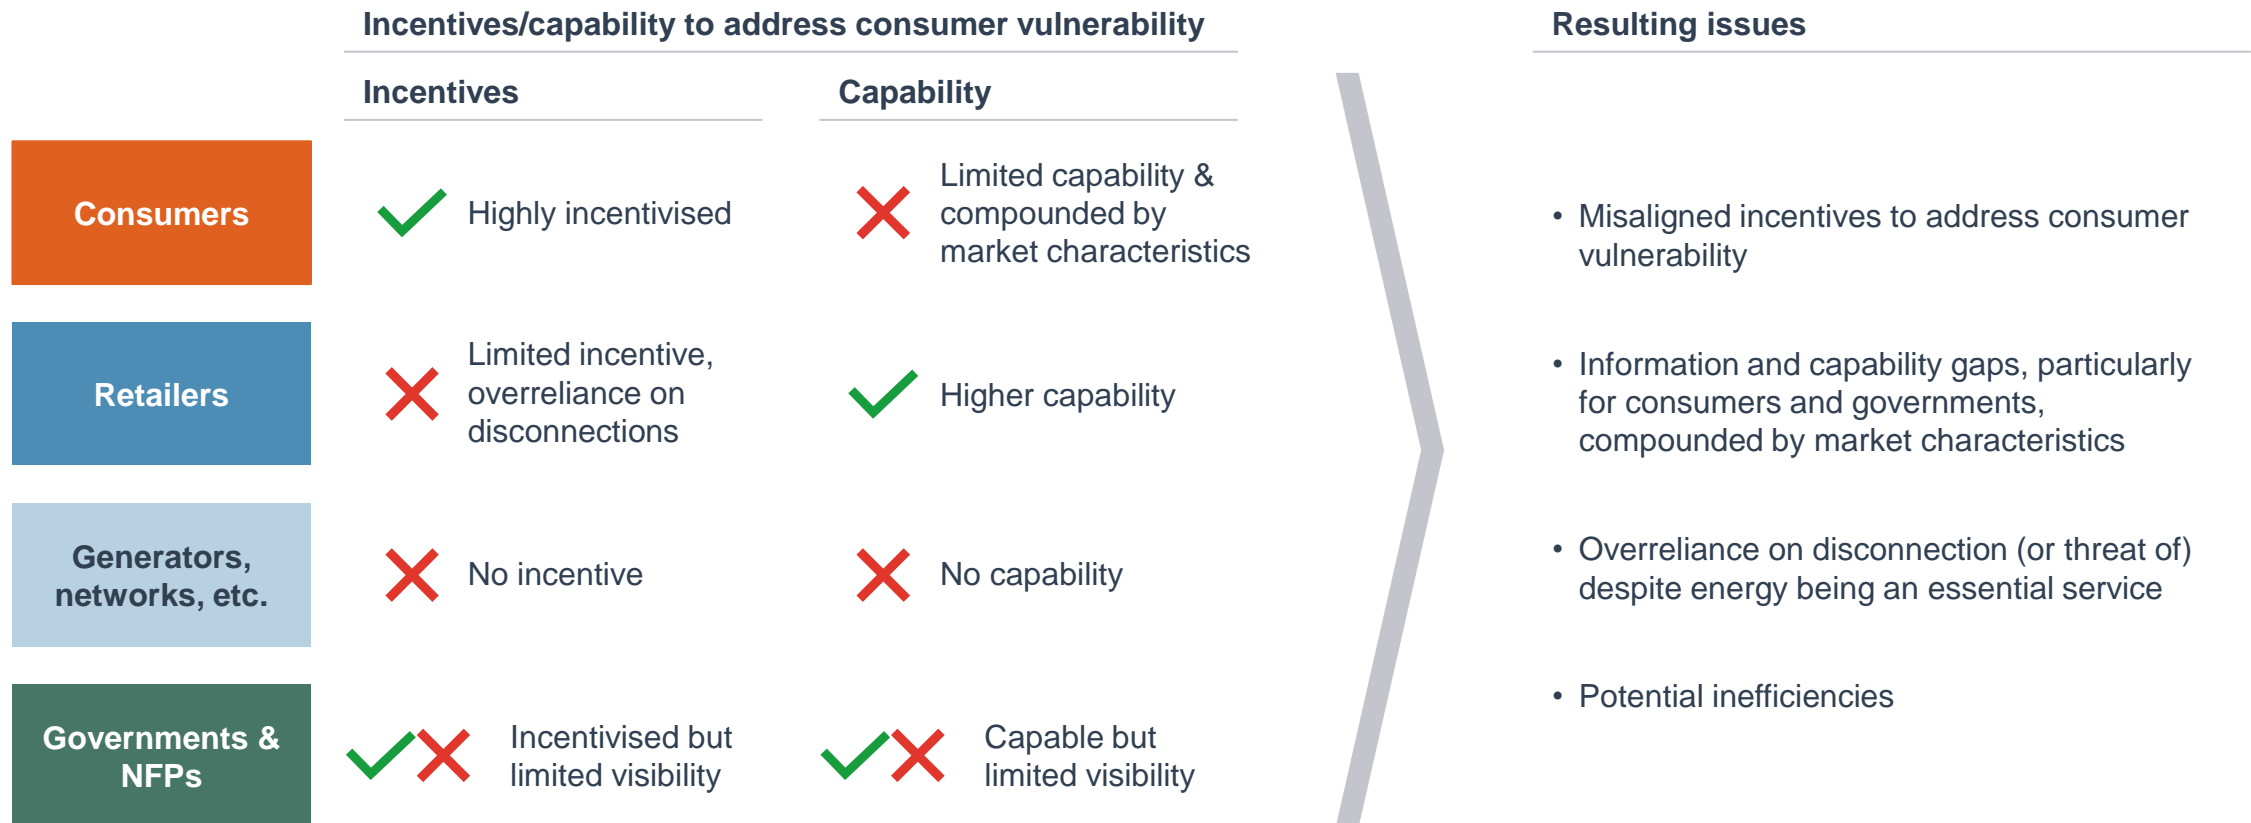 Incentives/capability to address consumer vulnerability
Resulting issues
Incentives
Capability
Consumers
Highly incentivised
Limited capability &
compounded by
market characteristics
Retailers
Limited incentive,
overreliance on
disconnections
Higher capability
Generators,
networks, etc.
No incentive
No capability
Governments &
NFPs
Incentivised but
limited visibility
Capable but
limited visibility
• Misaligned incentives to address consumer
vulnerability
• Information and capability gaps, particularly
for consumers and governments,
compounded by market characteristics
• Overreliance on disconnection (or threat of)
despite energy being an essential service
• Potential inefficiencies